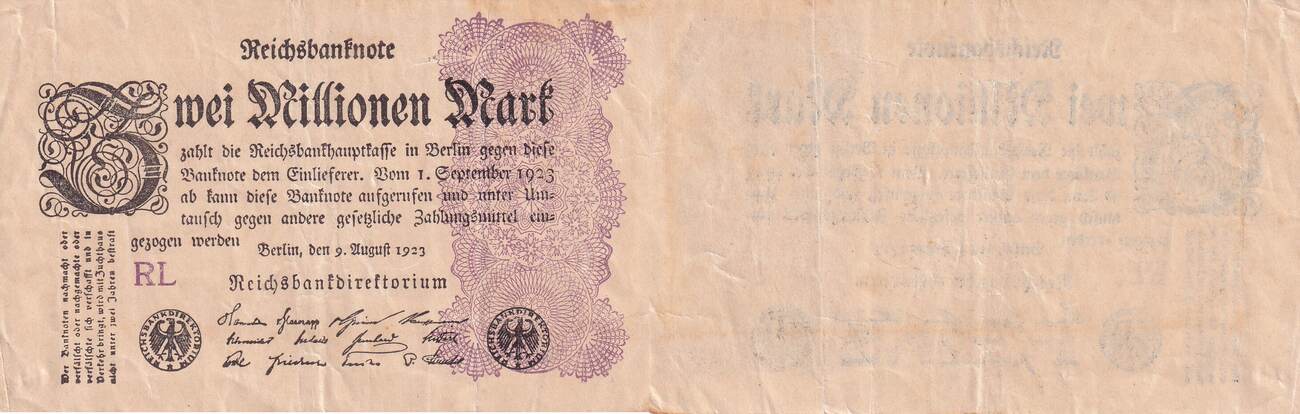 Reichsbanknote
Zwei Millionen Mark
zahlt die Reichsbankhauptkasse in Berlin gegen diese
Banknote dem Einlieferer. Vom 1. September 1923
ab kann diese Banknote aufgerufen und unter Um-
tausch gegen andere gesetzliche Zahlungsmittel ein-
gezogen werden
Berlin, den 9. August 1923
RL
Reichsbankdirektorium
REICHSBANKDIREKTORIUM
REICHSBANKDIREKTORIUM
Wer Banknoten nachmacht oder
verfälscht oder nachgemachte oder
verfälschte sich verschafft und in
Verkehr bringt, wird mit Zuchthaus
nicht unter zwei Jahren bestraft